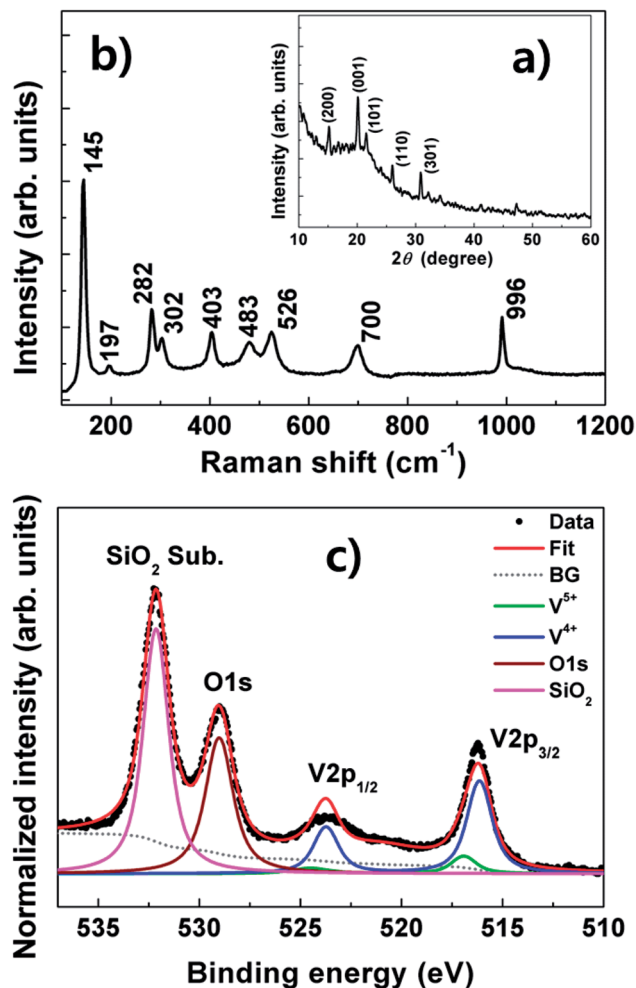 b)
a)
Intensity (arb. units)
145
197
282
302
403
483
526
700
996
200 400 600 800 1000 1200
Raman shift (cm⁻¹)
Intensity (arb. units)
(200)
(001)
(101)
(110)
(301)
10 20 30 40 50 60
2θ (degree)
c)
Normalized intensity (arb. units)
SiO₂ Sub.
O1s
V2p₁/₂
V2p₃/₂
Data
Fit
BG
V⁵⁺
V⁴⁺
O1s
SiO₂
535 530 525 520 515 510
Binding energy (eV)